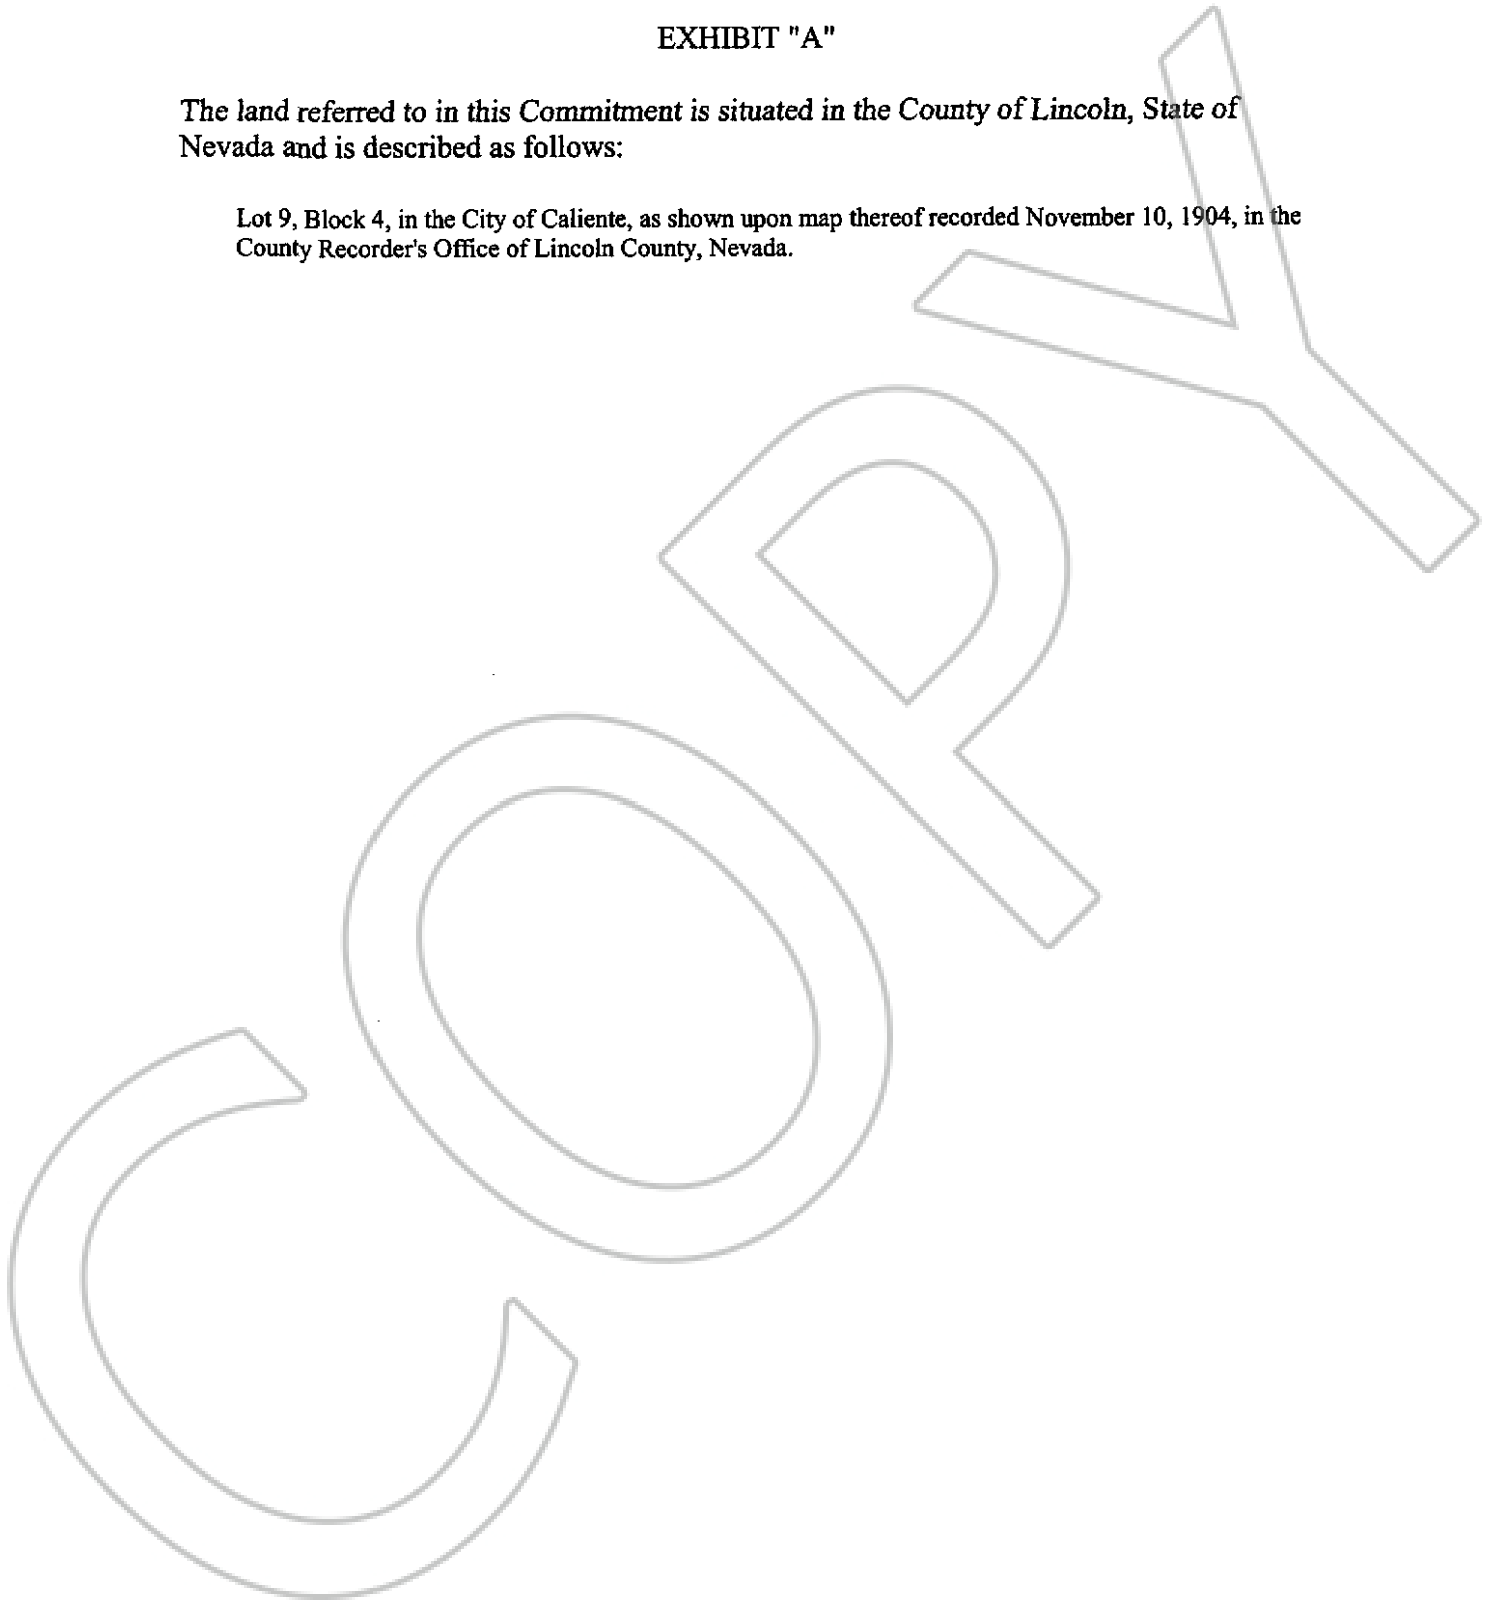 EXHIBIT "A"
The land referred to in this Commitment is situated in the County of Lincoln, State of
Nevada and is described as follows:
Lot 9, Block 4, in the City of Caliente, as shown upon map thereof recorded November 10, 1904, in the
County Recorder's Office of Lincoln County, Nevada.
COPY